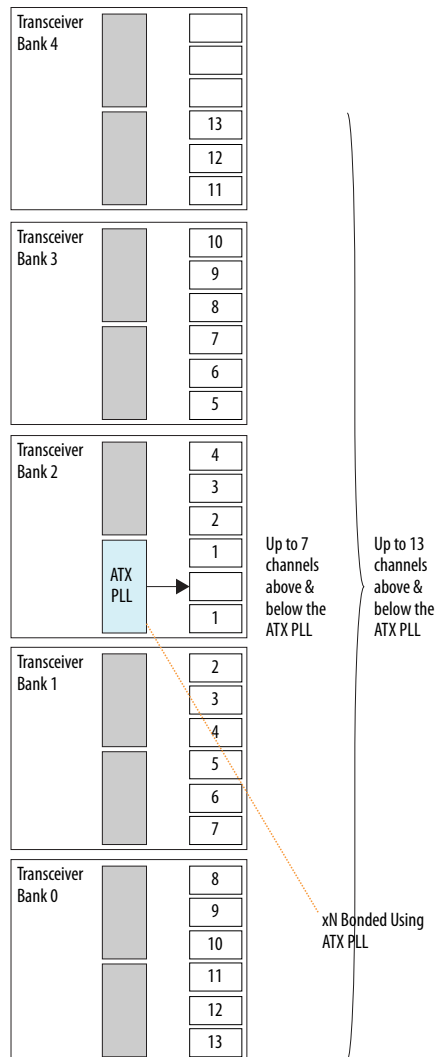 Transceiver
Bank 4
13
12
11
Transceiver
Bank 3
10
9
8
7
6
5
Transceiver
Bank 2
4
3
2
1
ATX
PLL
1
Up to 7
channels
above &
below the
ATX PLL
Up to 13
channels
above &
below the
ATX PLL
Transceiver
Bank 1
2
3
4
5
6
7
Transceiver
Bank 0
8
9
10
11
12
13
xN Bonded Using
ATX PLL